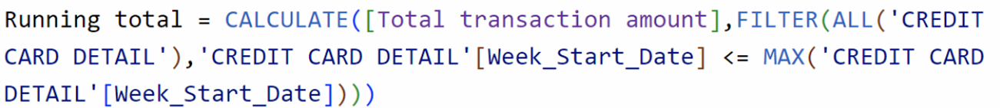 Running total = CALCULATE([Total transaction amount],FILTER(ALL('CREDIT
CARD DETAIL'),'CREDIT CARD DETAIL'[Week_Start_Date] <= MAX('CREDIT CARD
DETAIL'[Week_Start_Date])))